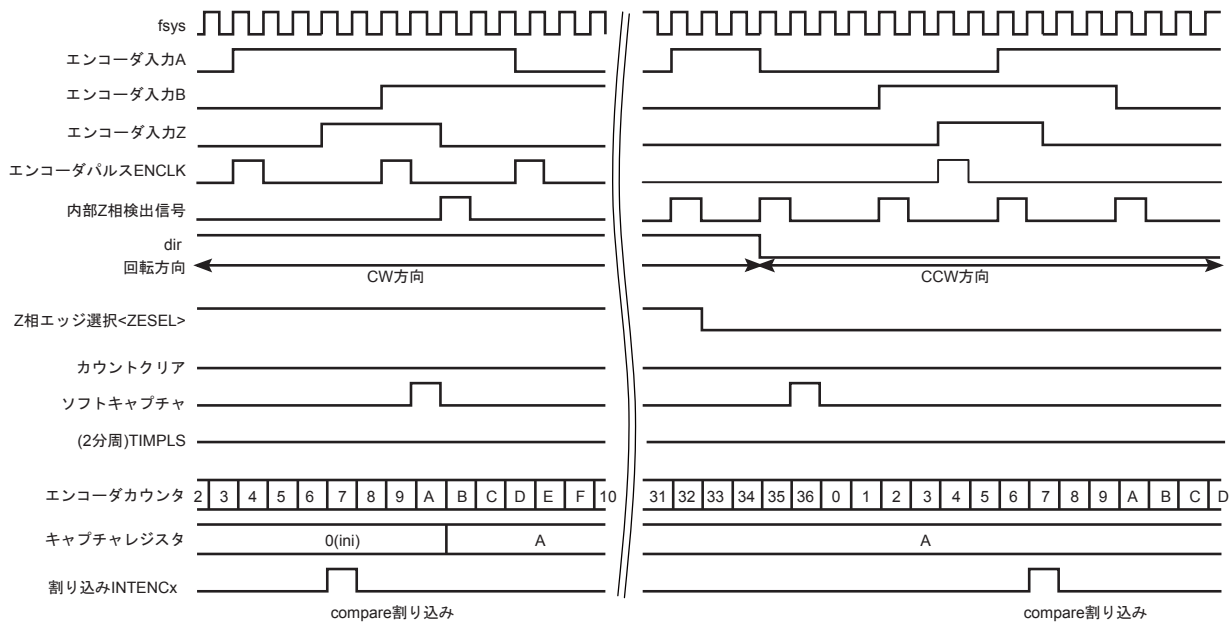 fsys
エンコーダ入力A
エンコーダ入力B
エンコーダ入力Z
エンコーダパルスENCLK
内部Z相検出信号
dir
回転方向
CW方向
CCW方向
Z相エッジ選択<ZESEL>
カウントクリア
ソフトキャプチャ
(2分周)TIMPLS
エンコーダカウンタ 2 3 4 5 6 7 8 9 A B C D E F 10 31 32 33 34 35 36 0 1 2 3 4 5 6 7 8 9 A B C D
キャプチャレジスタ 0(ini) A A
割り込みINTENCx
compare割り込み compare割り込み